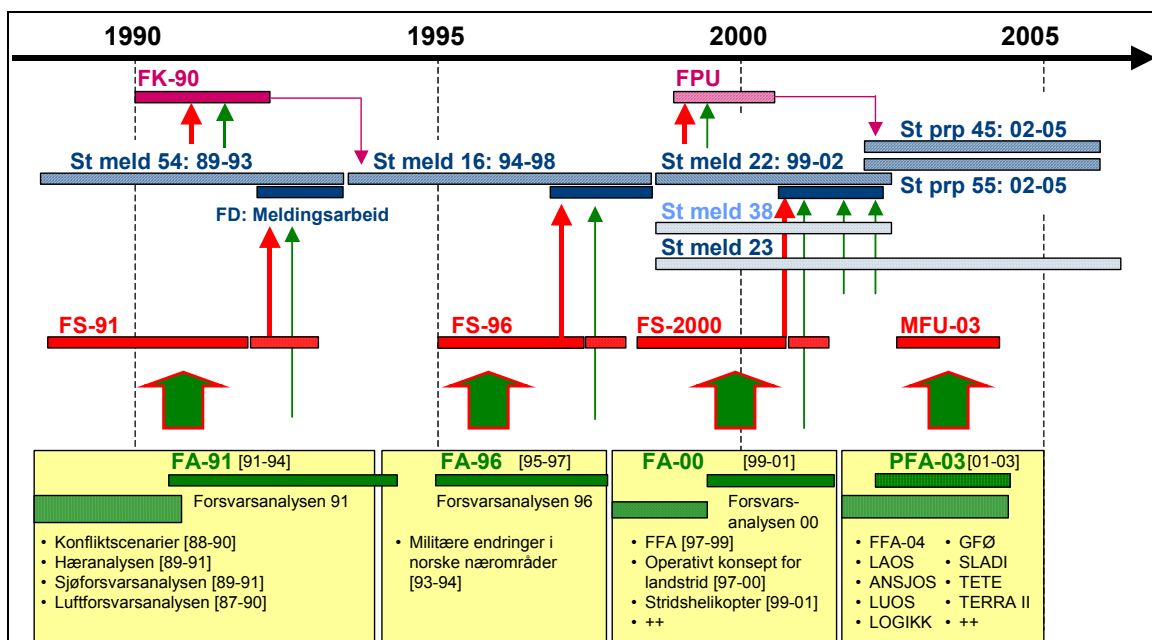 1990 1995 2000 2005
FK-90 FPU
St prp 45: 02-05
St meld 54: 89-93 St meld 16: 94-98 St meld 22: 99-02
St prp 55: 02-05
FD: Meldingsarbeid
St meld 38
St meld 23
FS-91 FS-96 FS-2000 MFU-03
FA-91 [91-94]
Forsvarsanalysen 91
• Konfliktscenarier [88-90]
• Hæranalysen [89-91]
• Sjøforsvarsanalysen [89-91]
• Luftforsvarsanalysen [87-90]
FA-96 [95-97]
Forsvarsanalysen 96
• Militære endringer i
norske nærområder
[93-94]
FA-00 [99-01]
Forsvars-
analysen 00
• FFA [97-99]
• Operativt konsept for
landstrid [97-00]
• Stridshelikopter [99-01]
• ++
PFA-03 [01-03]
• FFA-04
• LAOS
• ANSJOS
• LUOS
• LOGIKK
• GFØ
• SLADI
• TETE
• TERRA II
• ++